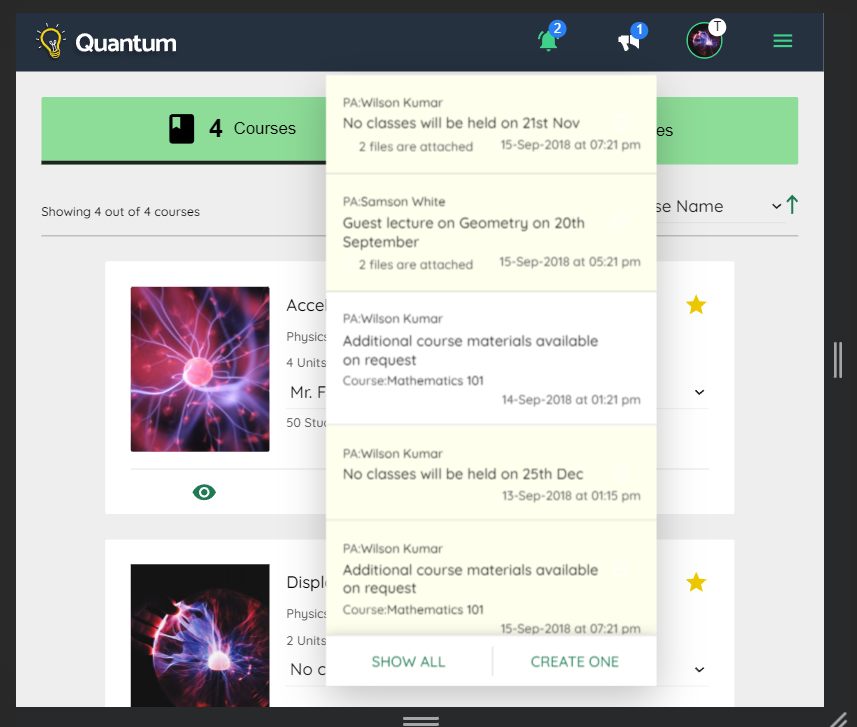 Quantum
2
1
T
4 Courses
es
Showing 4 out of 4 courses
se Name
PA:Wilson Kumar
No classes will be held on 21st Nov
2 files are attached 15-Sep-2018 at 07:21 pm
PA:Samson White
Guest lecture on Geometry on 20th
September
2 files are attached 15-Sep-2018 at 05:21 pm
PA:Wilson Kumar
Additional course materials available
on request
Course:Mathematics 101
14-Sep-2018 at 01:21 pm
PA:Wilson Kumar
No classes will be held on 25th Dec
13-Sep-2018 at 01:15 pm
PA:Wilson Kumar
Additional course materials available
on request
Course:Mathematics 101
15-Sep-2018 at 07:21 pm
SHOW ALL
CREATE ONE
Accel
Physics
4 Units
Mr. F
50 Stu
Displ
Physics
2 Units
No c